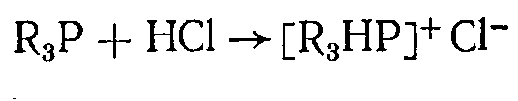 R₃P + HCl → [R₃HP]⁺Cl⁻